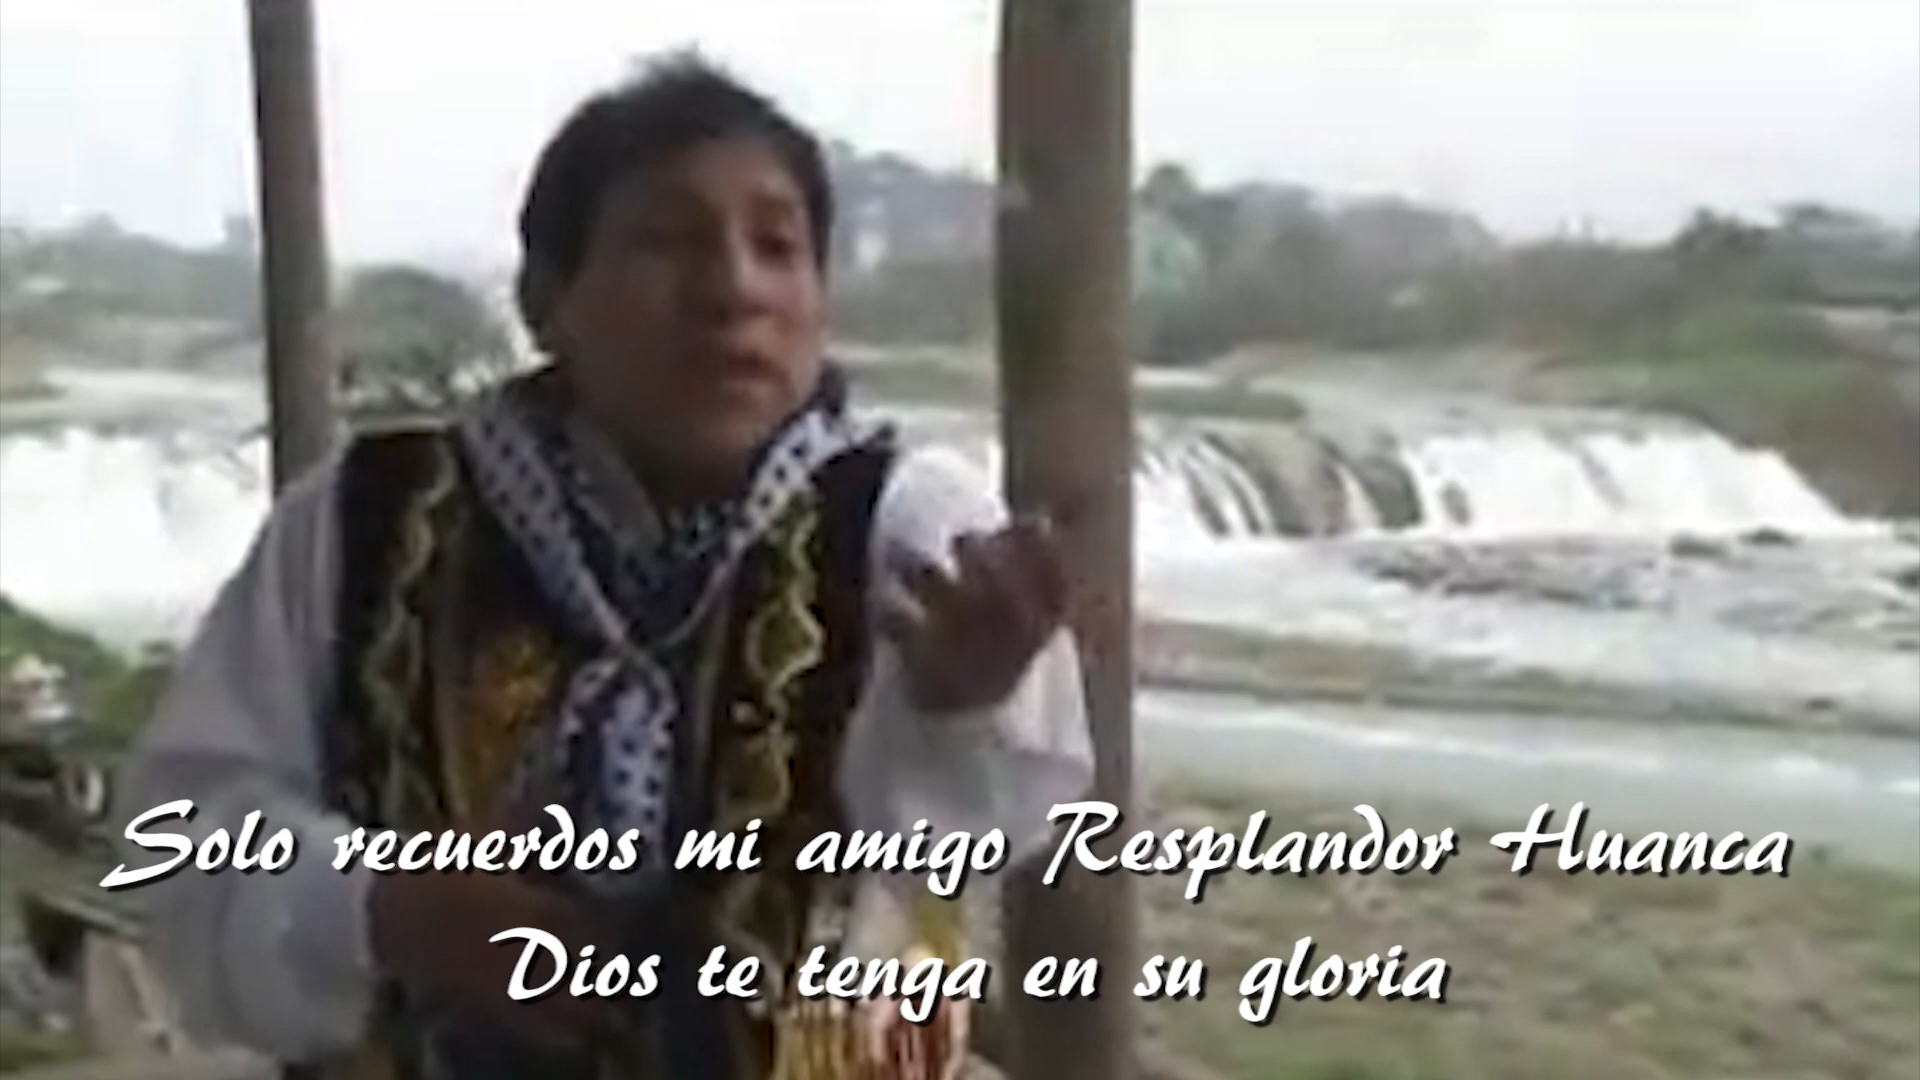 Solo recuerdos mi amigo Resplandor Huanca
Dios te tenga en su gloria